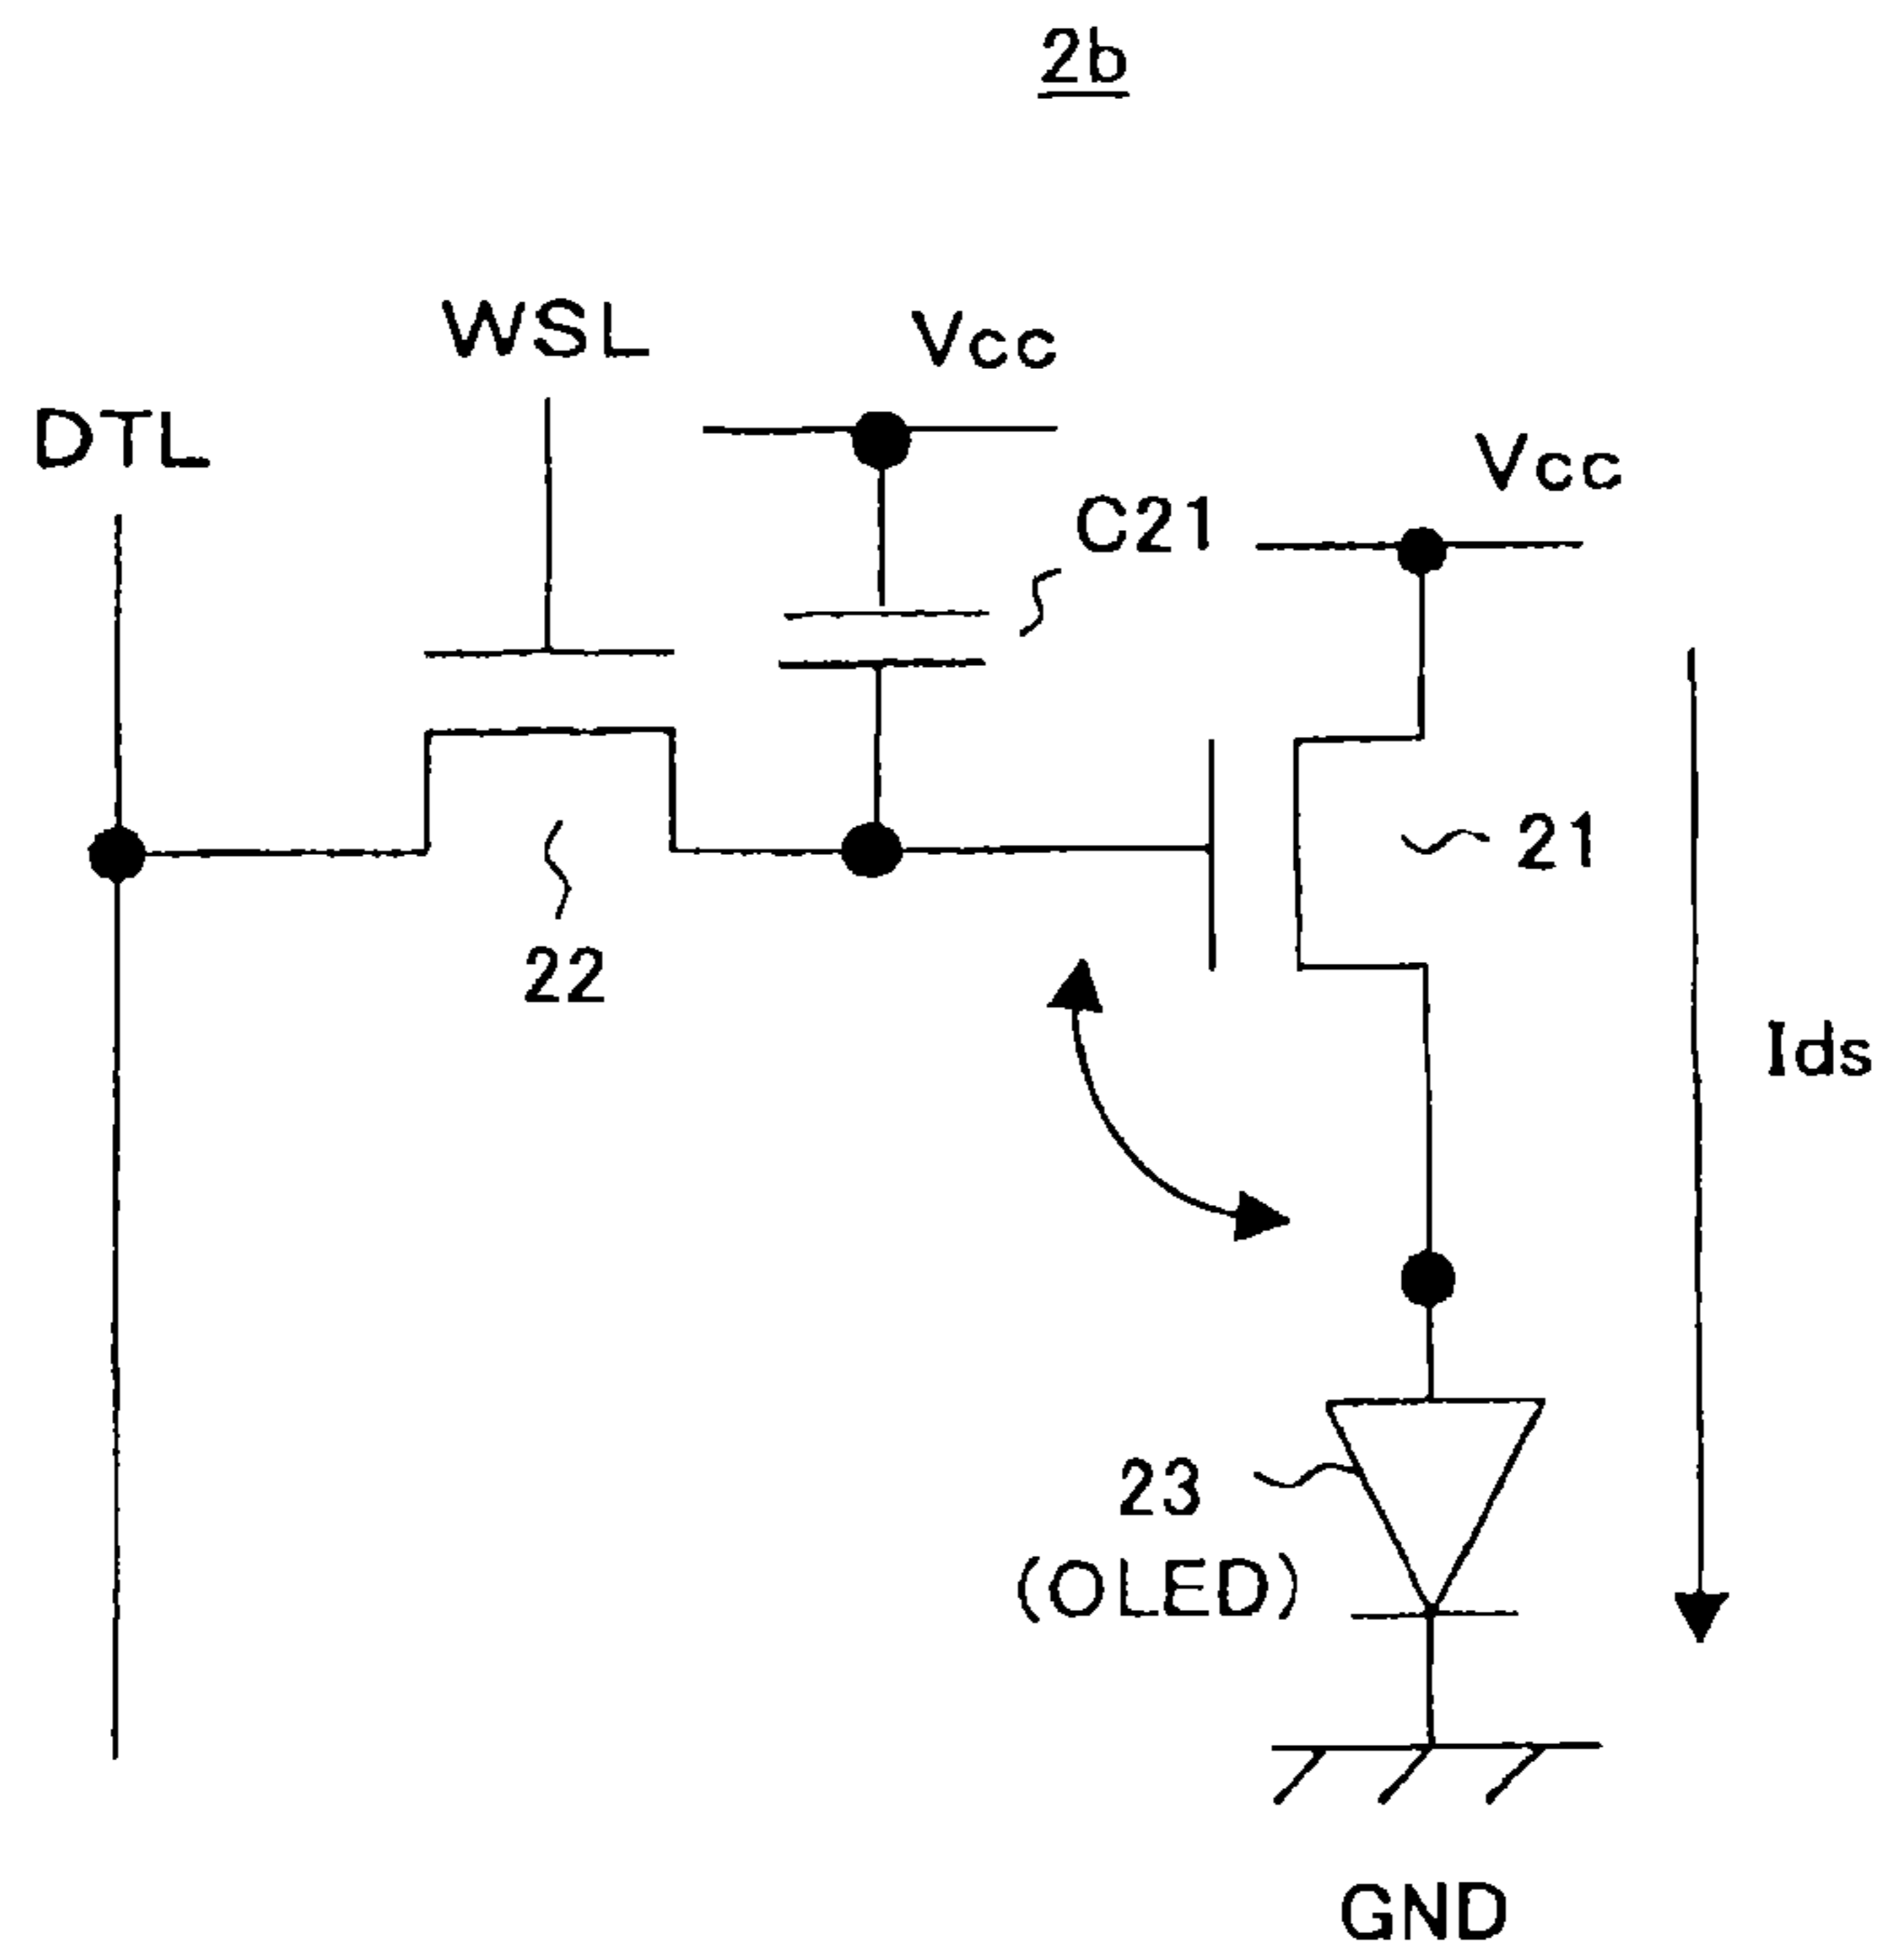 2b
WSL
Vcc
DTL
Vcc
C21
21
22
Ids
23
(OLED)
GND